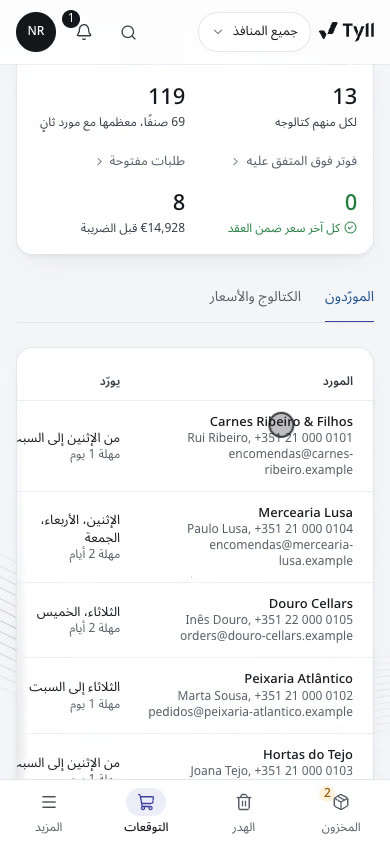 Tyll
جميع المنافذ
1
NR
13
لكل منهم كتالوجه
119
69 صنفًا، معظمها مع مورد ثانٍ
فوتر فوق المتفق عليه
طلبات مفتوحة
0
كل آخر سعر ضمن العقد
8
€14,928 قبل الضريبة
المورّدون
الكتالوج والأسعار
المورد
يورّد
Carnes Ribeiro & Filhos
Rui Ribeiro, +351 21 000 0101
encomendas@carnes-
ribeiro.example
من الإثنين إلى السبت
مهلة 1 يوم
Mercearia Lusa
Paulo Lusa, +351 21 000 0104
encomendas@mercearia-
lusa.example
الإثنين، الأربعاء،
الجمعة
مهلة 2 أيام
Douro Cellars
Inês Douro, +351 22 000 0105
orders@douro-cellars.example
الثلاثاء، الخميس
مهلة 2 أيام
Peixaria Atlântico
Marta Sousa, +351 21 000 0102
pedidos@peixaria-atlantico.example
الثلاثاء إلى السبت
مهلة 1 يوم
Hortas do Tejo
Joana Tejo, +351 21 000 0103
من الإثنين إلى السبت
مهلة 1 يوم
2
المخزون
الهدر
التوقعات
المزيد